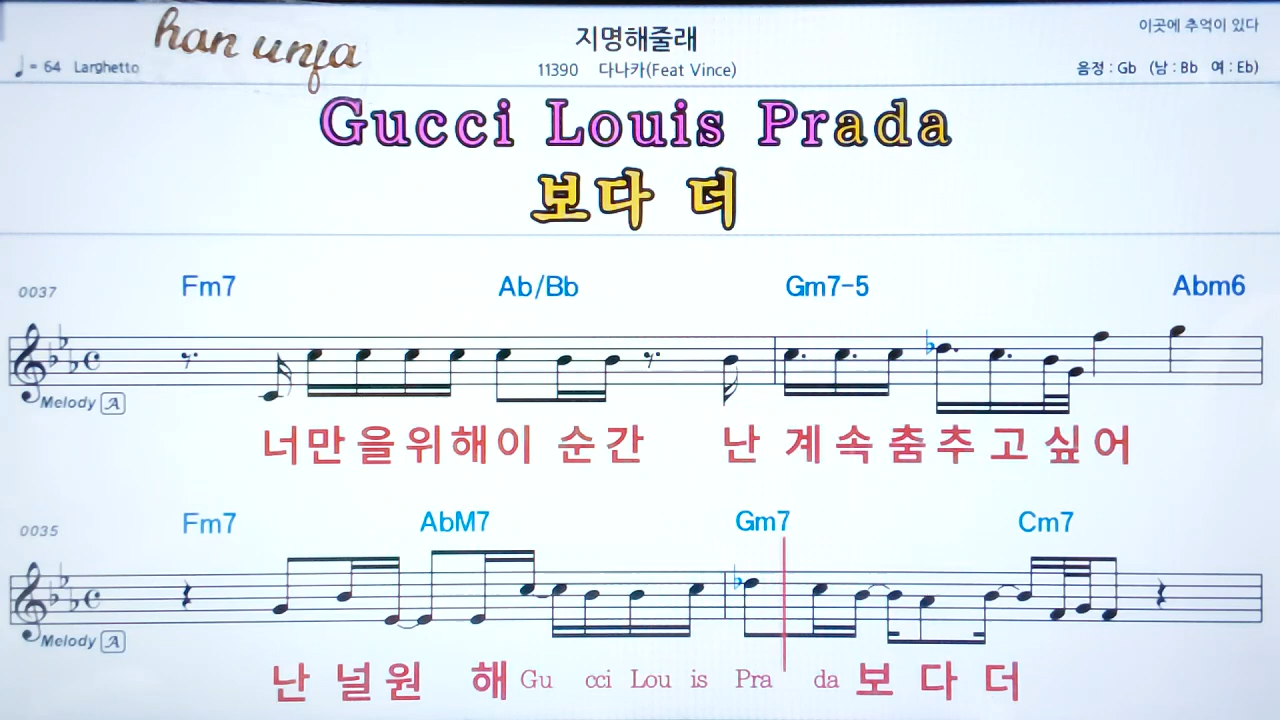 han unja
지명해줄래
이곳에 추억이 있다
♩= 64 Larghetto
11390 다나카(Feat Vince)
음정 : Gb (남 : Bb 여 : Eb)
Gucci Louis Prada
보다 더
0037 Fm7 Ab/Bb Gm7-5 Abm6
Melody A
너만을위해이 순간 난 계속춤추고싶어
0035 Fm7 AbM7 Gm7 Cm7
Melody A
난 널원 해 Gu cci Lou is Pra da 보 다 더